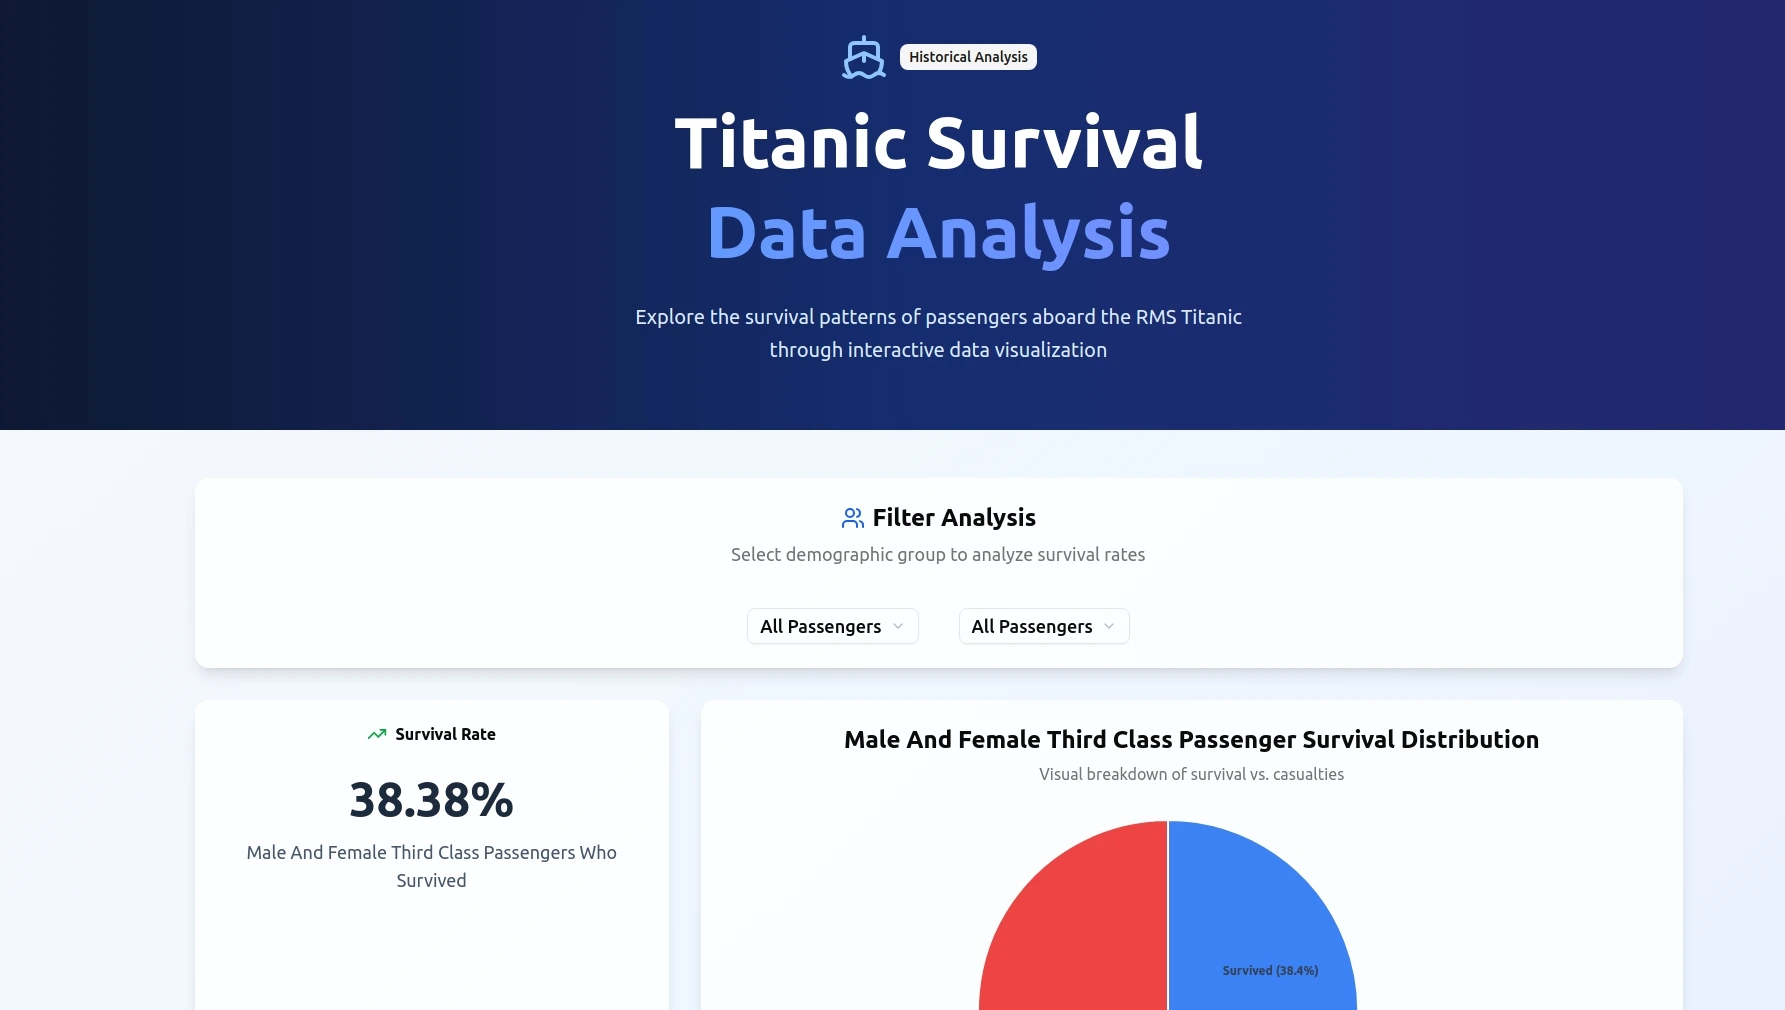 Historical Analysis
Titanic Survival
Data Analysis
Explore the survival patterns of passengers aboard the RMS Titanic
through interactive data visualization
Filter Analysis
Select demographic group to analyze survival rates
All Passengers
All Passengers
Survival Rate
38.38%
Male And Female Third Class Passengers Who
Survived
Male And Female Third Class Passenger Survival Distribution
Visual breakdown of survival vs. casualties
Survived (38.4%)